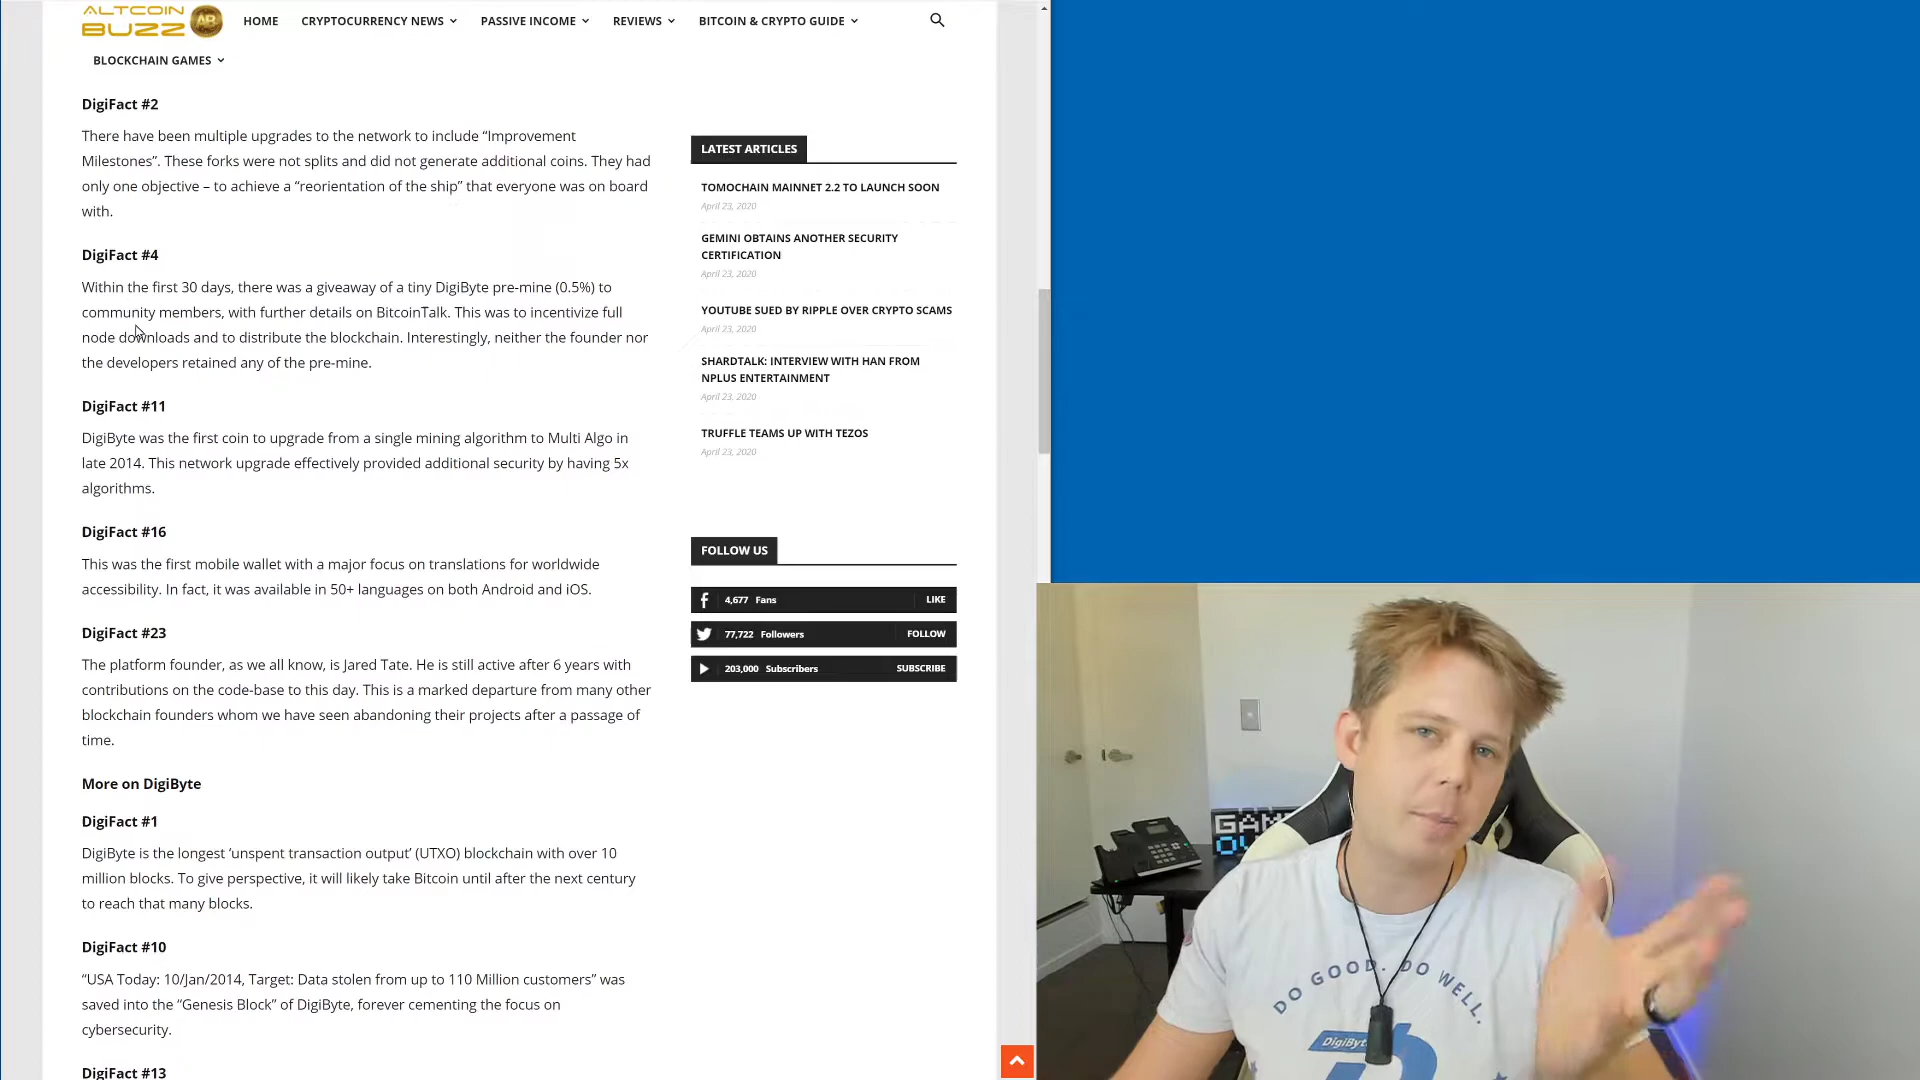 ALTCOIN
BUZZ
AB
HOME
CRYPTOCURRENCY NEWS
PASSIVE INCOME
REVIEWS
BITCOIN & CRYPTO GUIDE
BLOCKCHAIN GAMES
DigiFact #2
There have been multiple upgrades to the network to include “Improvement
Milestones”. These forks were not splits and did not generate additional coins. They had
only one objective – to achieve a “reorientation of the ship” that everyone was on board
with.
DigiFact #4
Within the first 30 days, there was a giveaway of a tiny DigiByte pre-mine (0.5%) to
community members, with further details on BitcoinTalk. This was to incentivize full
node downloads and to distribute the blockchain. Interestingly, neither the founder nor
the developers retained any of the pre-mine.
DigiFact #11
DigiByte was the first coin to upgrade from a single mining algorithm to Multi Algo in
late 2014. This network upgrade effectively provided additional security by having 5x
algorithms.
DigiFact #16
This was the first mobile wallet with a major focus on translations for worldwide
accessibility. In fact, it was available in 50+ languages on both Android and iOS.
DigiFact #23
The platform founder, as we all know, is Jared Tate. He is still active after 6 years with
contributions on the code-base to this day. This is a marked departure from many other
blockchain founders whom we have seen abandoning their projects after a passage of
time.
More on DigiByte
DigiFact #1
DigiByte is the longest ‘unspent transaction output’ (UTXO) blockchain with over 10
million blocks. To give perspective, it will likely take Bitcoin until after the next century
to reach that many blocks.
DigiFact #10
“USA Today: 10/Jan/2014, Target: Data stolen from up to 110 Million customers” was
saved into the “Genesis Block” of DigiByte, forever cementing the focus on
cybersecurity.
DigiFact #13
LATEST ARTICLES
TOMOCHAIN MAINNET 2.2 TO LAUNCH SOON
April 23, 2020
GEMINI OBTAINS ANOTHER SECURITY
CERTIFICATION
April 23, 2020
YOUTUBE SUED BY RIPPLE OVER CRYPTO SCAMS
April 23, 2020
SHARDTALK: INTERVIEW WITH HAN FROM
NPLUS ENTERTAINMENT
April 23, 2020
TRUFFLE TEAMS UP WITH TEZOS
April 23, 2020
FOLLOW US
4,677 Fans LIKE
77,722 Followers FOLLOW
203,000 Subscribers SUBSCRIBE
DO GOOD. DO WELL.